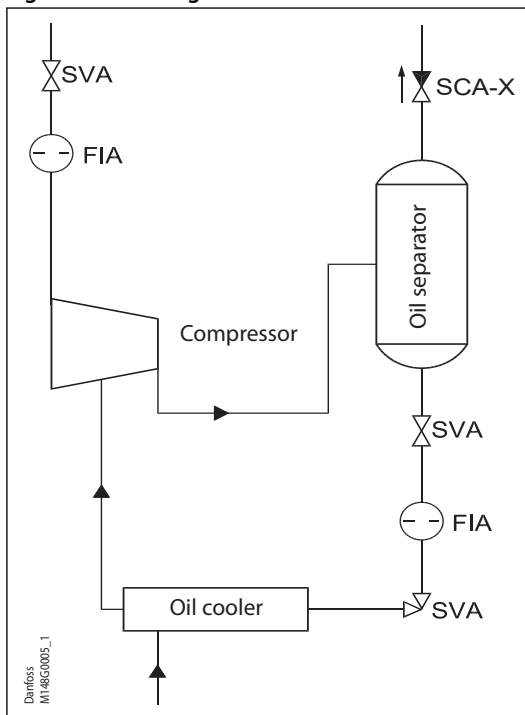 SVA
SCA-X
FIA
Oil separator
Compressor
SVA
FIA
Oil cooler
SVA
Danfoss
M148G0005_1